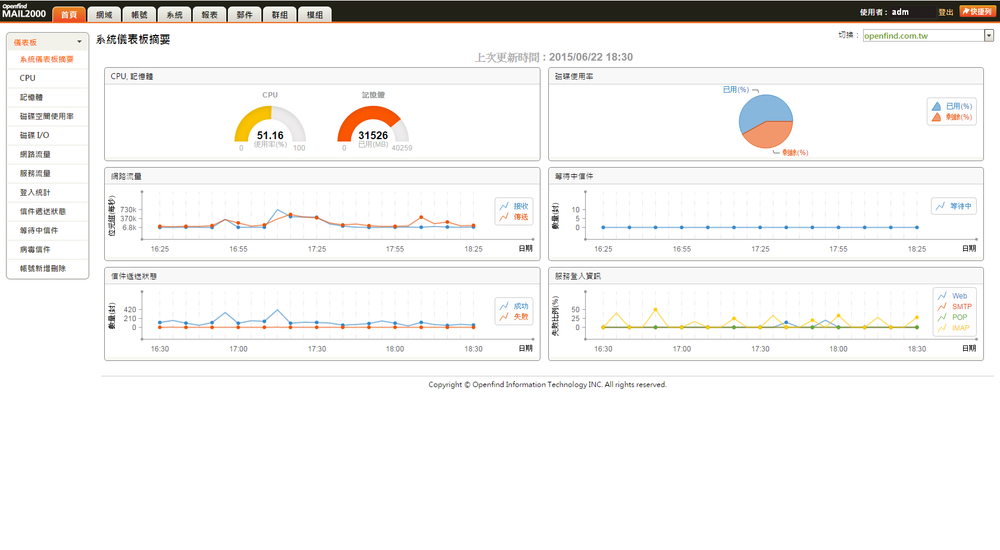 Openfind
MAIL2000
首頁 網域 帳號 系統 報表 郵件 群組 模組
使用者 : adm 登出 快捷列
儀表板
系統儀表板摘要
CPU
記憶體
磁碟空間使用率
磁碟 I/O
網路流量
服務流量
登入統計
信件遞送狀態
等待中信件
病毒信件
帳號新增刪除
系統儀表板摘要
切換 : openfind.com.tw
上次更新時間 : 2015/06/22 18:30
CPU, 記憶體
CPU
51.16
使用率(%)
0 100
記憶體
31526
已用(MB)
0 40259
磁碟使用率
已用(%)
剩餘(%)
已用(%)
剩餘(%)
網路流量
位元組(每秒)
730k
370k
6.8k
16:25 16:55 17:25 17:55 18:25 日期
接收
傳送
等待中信件
數量(封)
10
5
0
16:25 16:55 17:25 17:55 18:25 日期
等待中
信件遞送狀態
數量(封)
420
210
0
16:30 17:00 17:30 18:00 18:30 日期
成功
失敗
服務登入資訊
失敗比例(%)
50
25
0
16:30 17:00 17:30 18:00 18:30 日期
Web
SMTP
POP
IMAP
Copyright © Openfind Information Technology INC. All rights reserved.